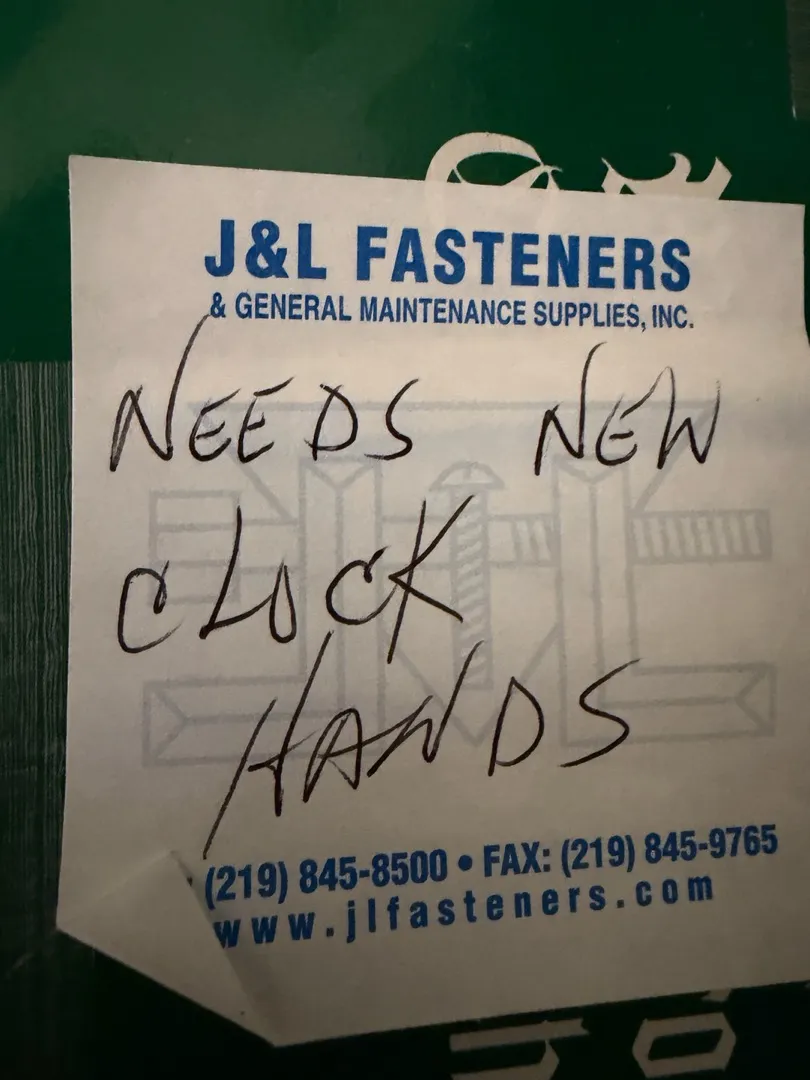 J&L FASTENERS
& GENERAL MAINTENANCE SUPPLIES, INC.
NEEDS NEW
CLOCK
HANDS
(219) 845-8500 • FAX: (219) 845-9765
www.jlfasteners.com